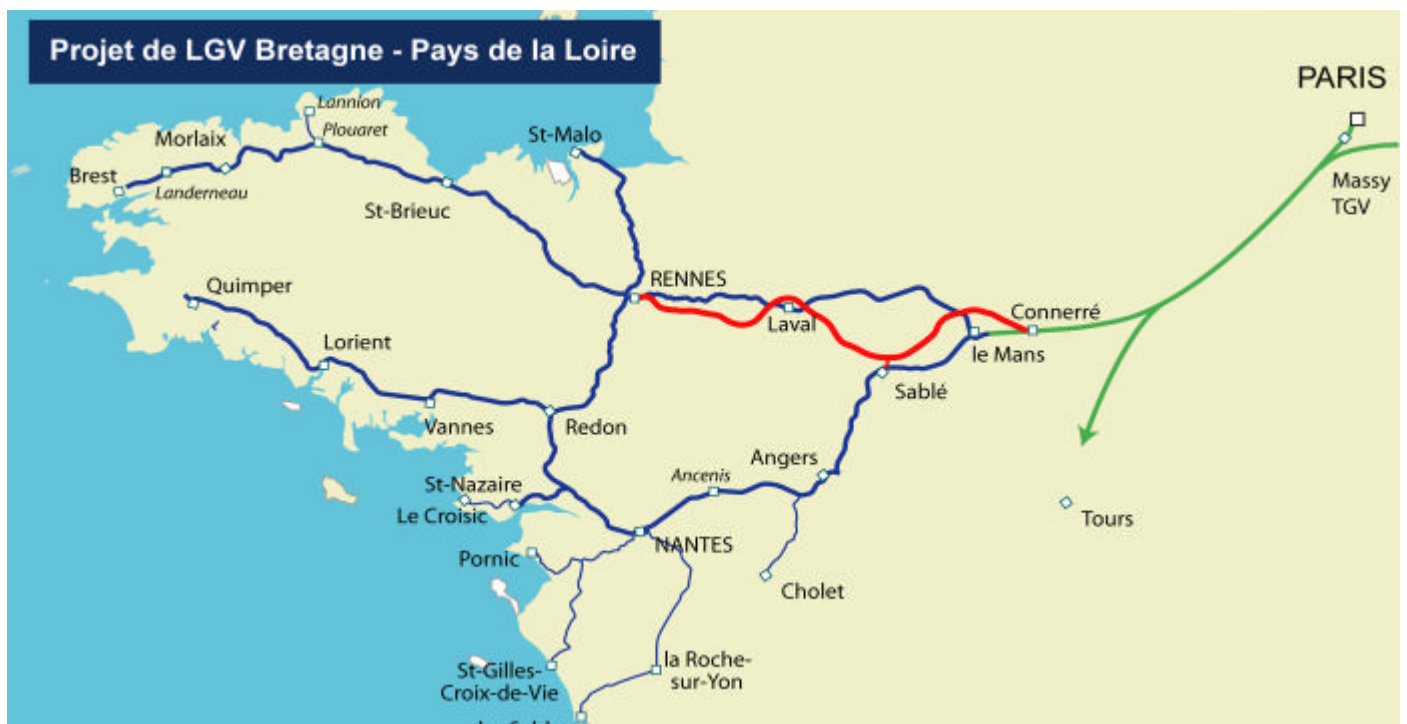 Projet de LGV Bretagne - Pays de la Loire
PARIS
Lannion
Plouaret
Morlaix
St-Malo
Brest
Landerneau
Massy
TGV
St-Brieuc
Quimper
RENNES
Connerré
Laval
le Mans
Lorient
Sablé
Vannes
Redon
Angers
Ancenis
St-Nazaire
Le Croisic
Tours
NANTES
Pornic
Cholet
St-Gilles-
Croix-de-Vie
la Roche-
sur-Yon